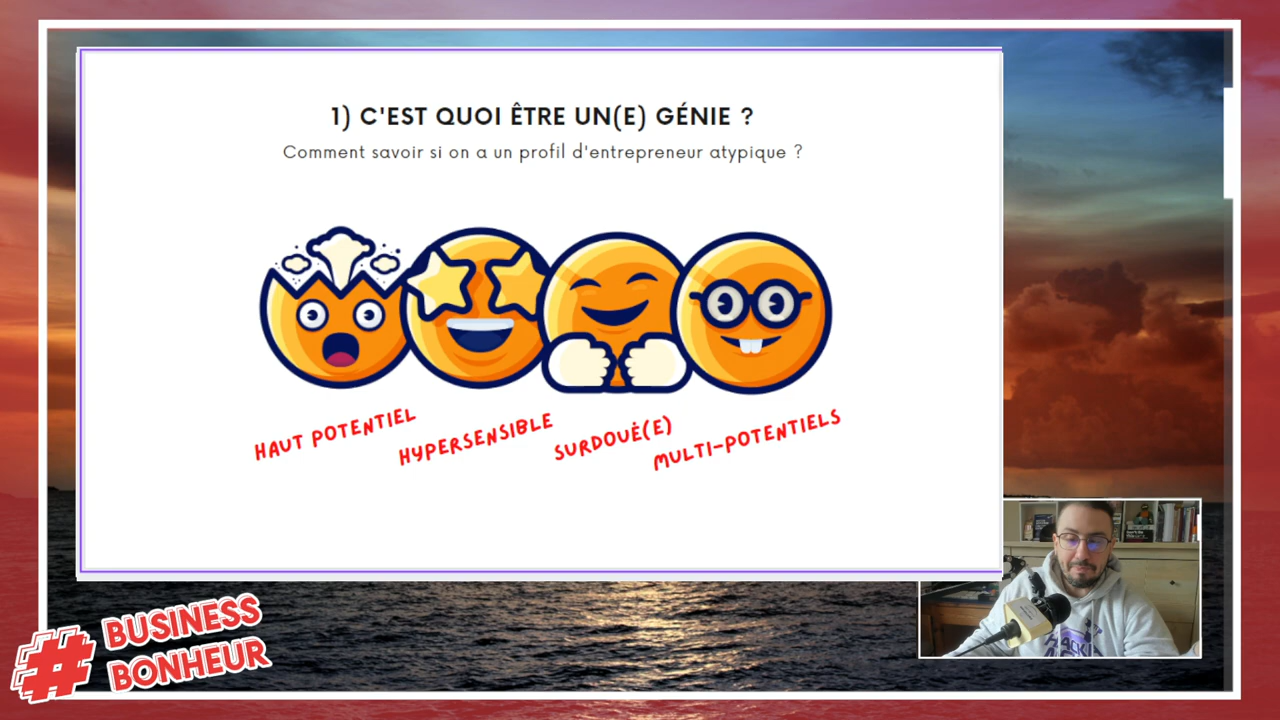 1) C'EST QUOI ÊTRE UN(E) GÉNIE ?
Comment savoir si on a un profil d'entrepreneur atypique ?
HAUT POTENTIEL
HYPERSENSIBLE
SURDOUÉ(E)
MULTI-POTENTIELS
# BUSINESS
BONHEUR